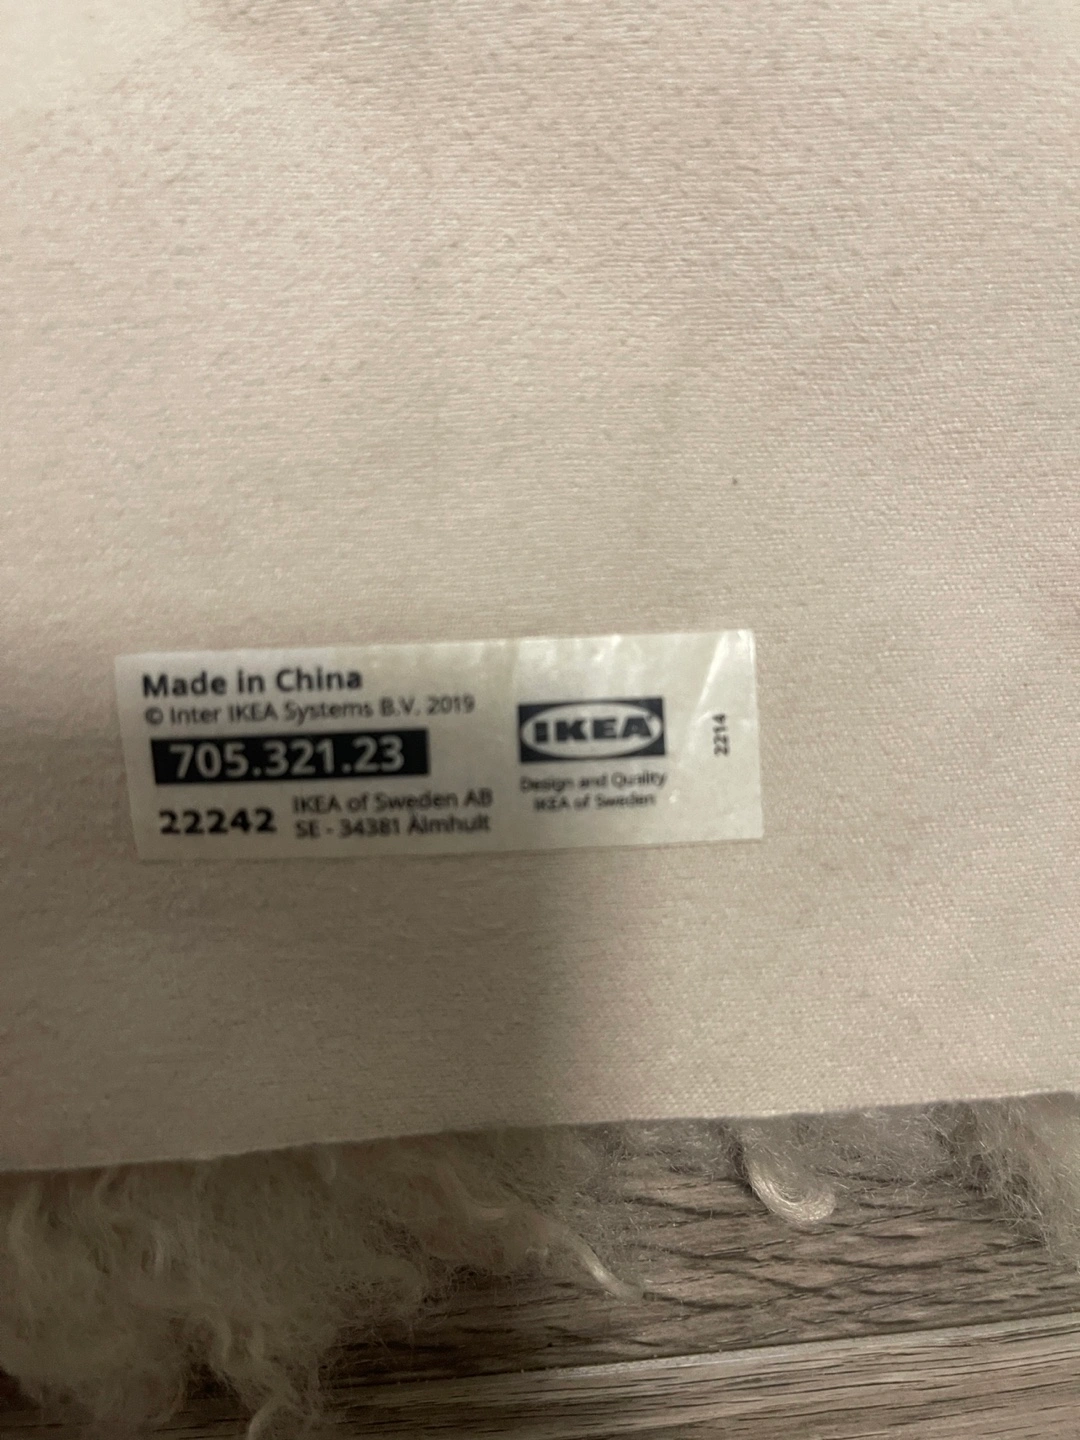 Made in China
© Inter IKEA Systems B.V. 2019
705.321.23
22242
IKEA of Sweden AB
SE - 34381 Älmhult
IKEA
Design and Quality
IKEA of Sweden
2214